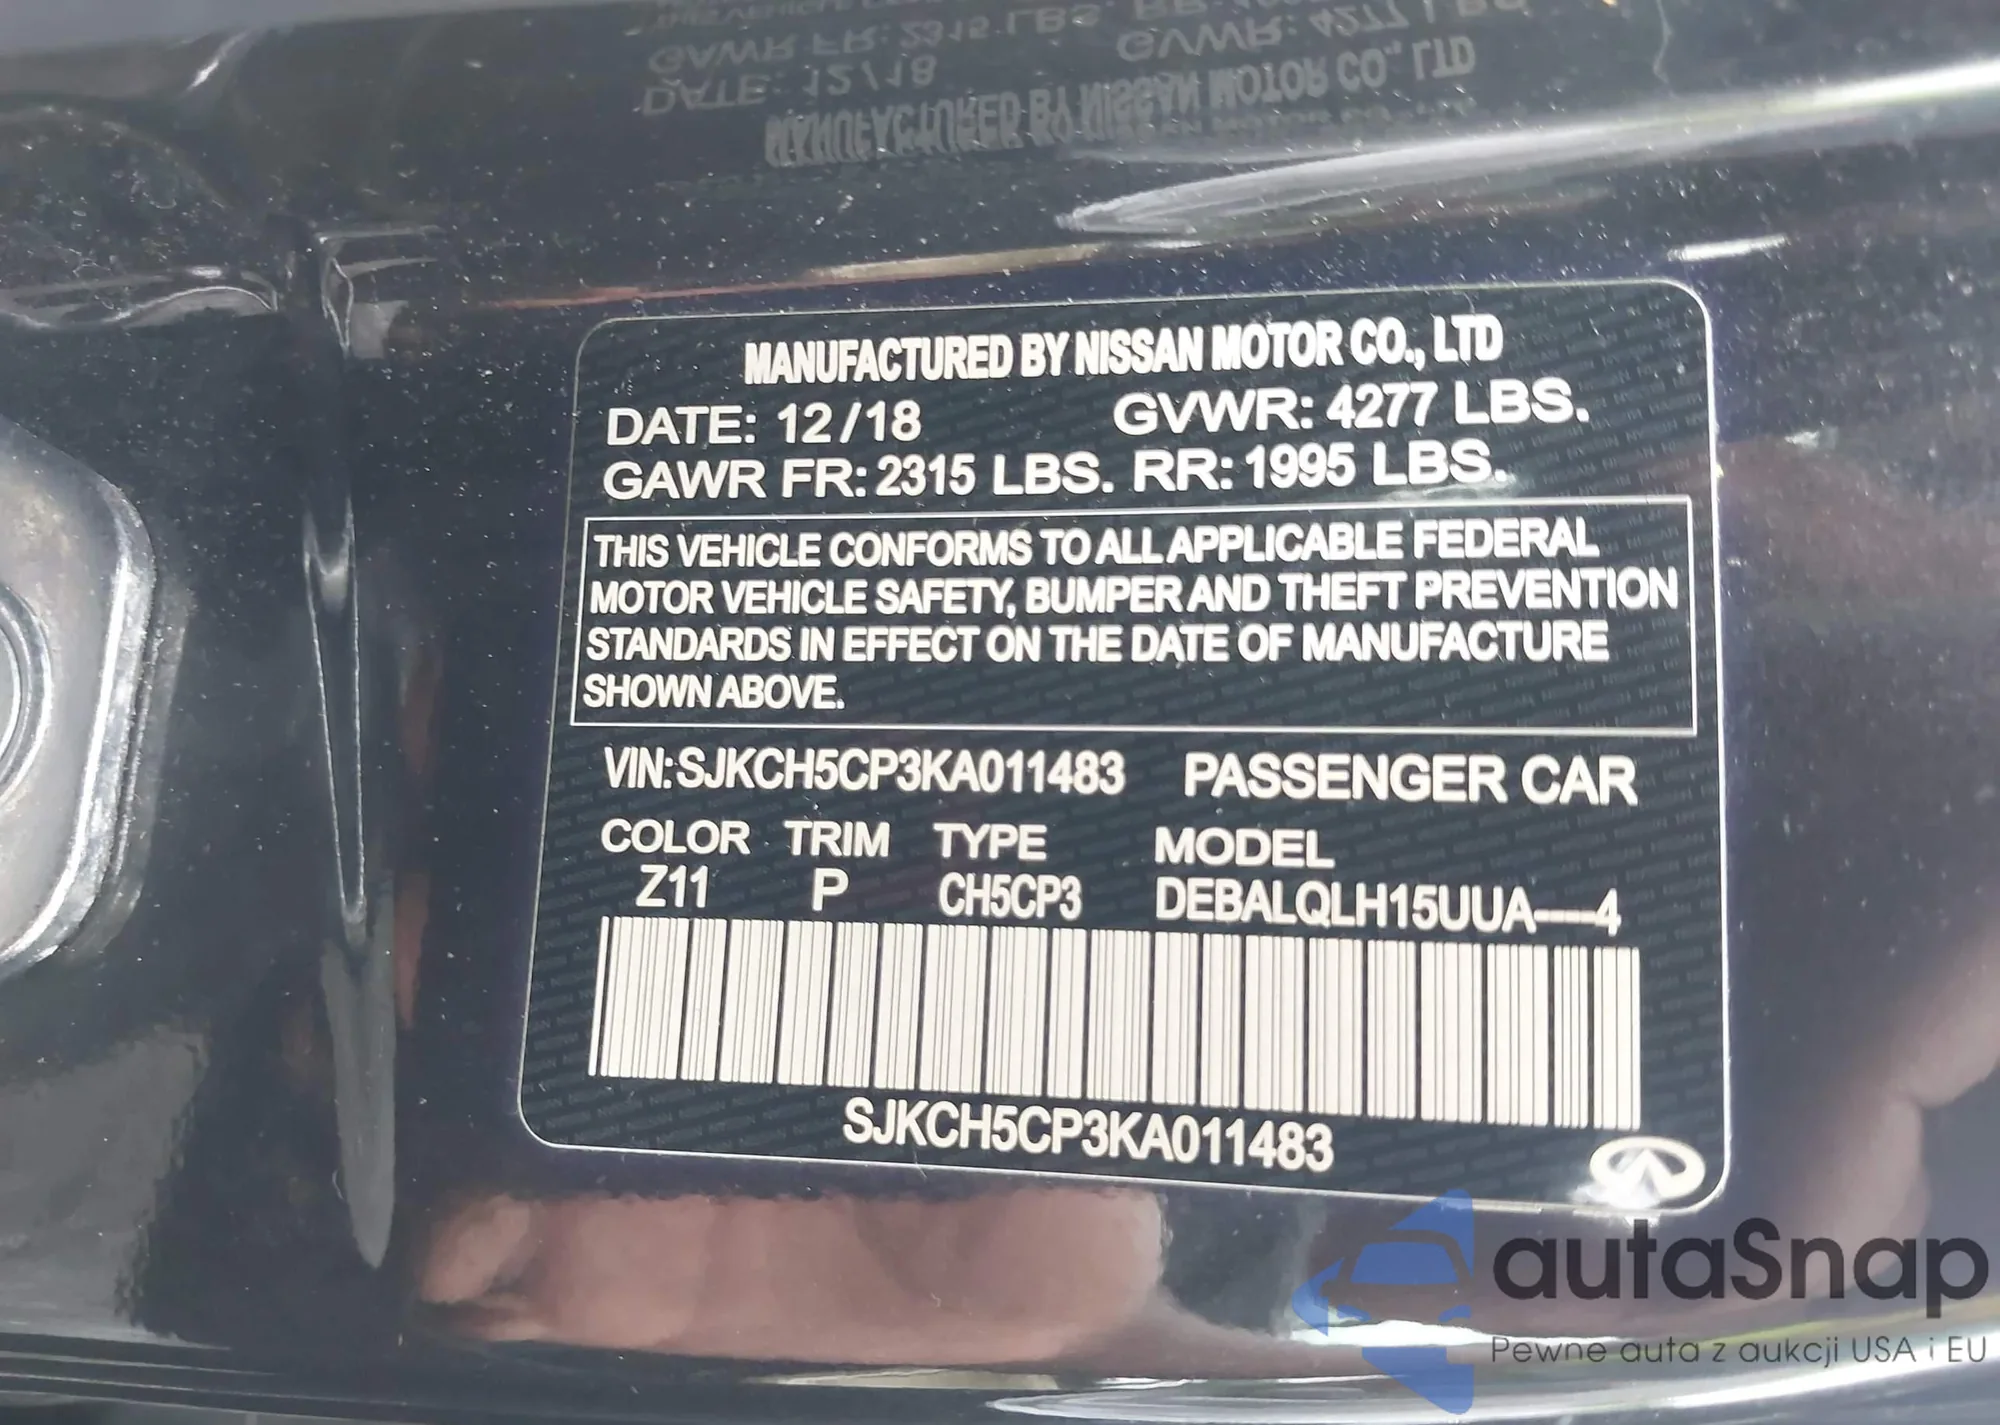 MANUFACTURED BY NISSAN MOTOR CO., LTD
DATE: 12/18 GVWR: 4277 LBS.
GAWR FR: 2315 LBS. RR: 1995 LBS.
THIS VEHICLE CONFORMS TO ALL APPLICABLE FEDERAL
MOTOR VEHICLE SAFETY, BUMPER AND THEFT PREVENTION
STANDARDS IN EFFECT ON THE DATE OF MANUFACTURE
SHOWN ABOVE.
VIN:SJKCH5CP3KA011483 PASSENGER CAR
COLOR TRIM TYPE MODEL
Z11 P CH5CP3 DEBALQLH15UUA----4
SJKCH5CP3KA011483
autaSnap
Pewne auta z aukcji USA i EU